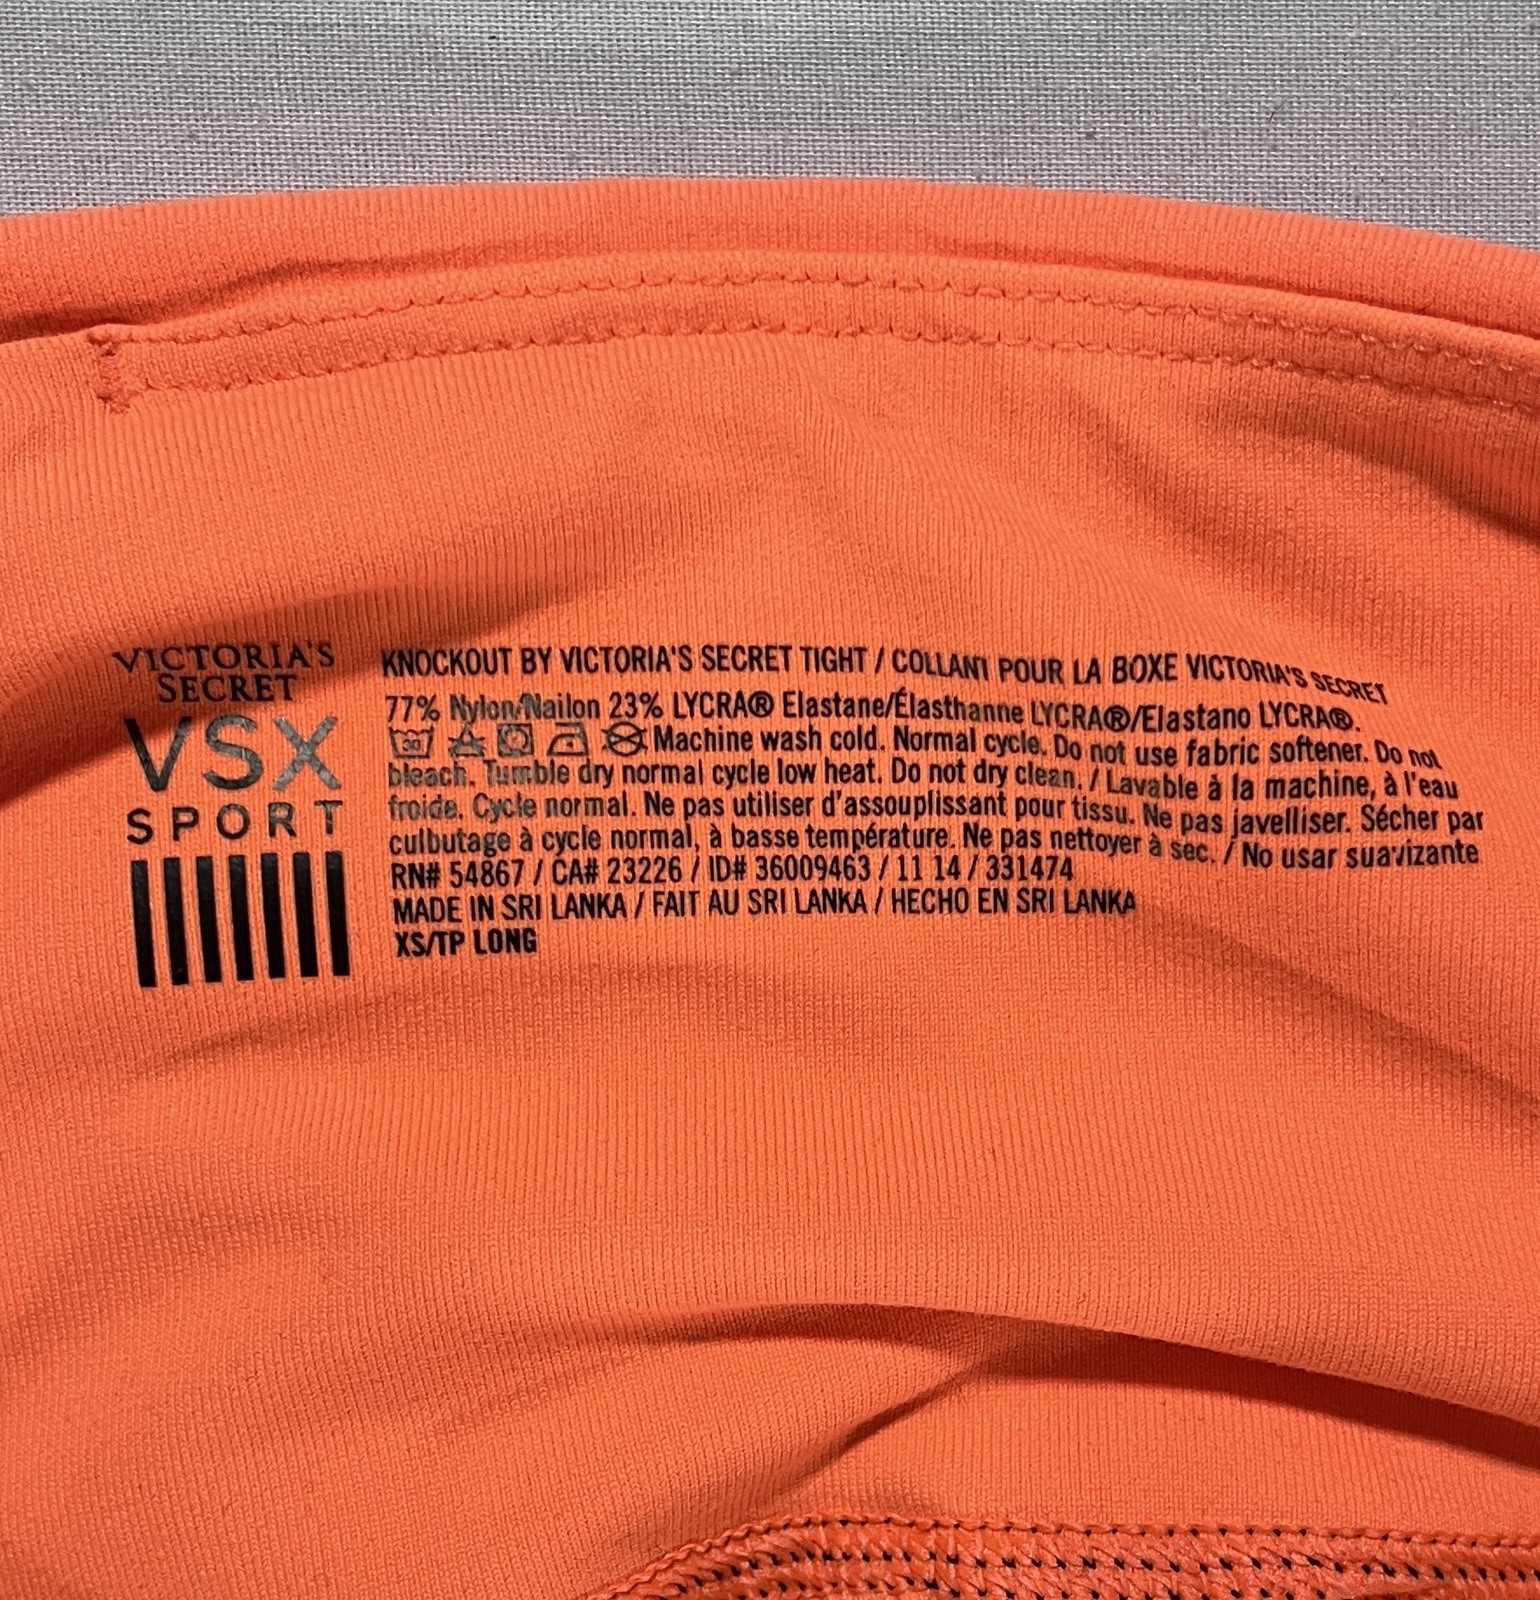 VICTORIA'S
SECRET
VSX
SPORT
KNOCKOUT BY VICTORIA'S SECRET TIGHT / COLLANT POUR LA BOXE VICTORIA'S SECRET
77% Nylon/Nailon 23% LYCRA® Elastane/Élasthanne LYCRA®/Elastano LYCRA®.
30 Machine wash cold. Normal cycle. Do not use fabric softener. Do not
bleach. Tumble dry normal cycle low heat. Do not dry clean. / Lavable à la machine, à l'eau
froide. Cycle normal. Ne pas utiliser d'assouplissant pour tissu. Ne pas javelliser. Sécher par
culbutage à cycle normal, à basse température. Ne pas nettoyer à sec. / No usar suavizante
RN# 54867 / CA# 23226 / ID# 36009463 / 11 14 / 331474
MADE IN SRI LANKA / FAIT AU SRI LANKA / HECHO EN SRI LANKA
XS/TP LONG